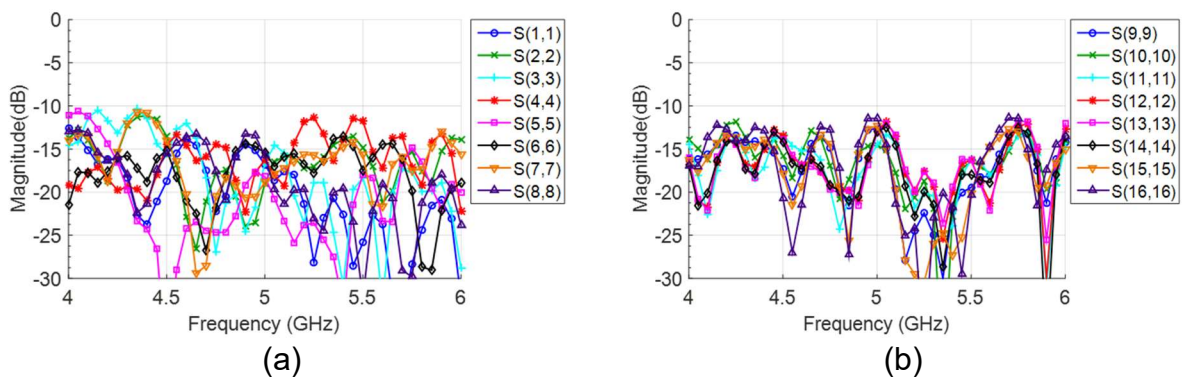 0
-5
-10
-15
-20
-25
-30
Magnitude(dB)
4
4.5
5
5.5
6
Frequency (GHz)
S(1,1)
S(2,2)
S(3,3)
S(4,4)
S(5,5)
S(6,6)
S(7,7)
S(8,8)
(a)
0
-5
-10
-15
-20
-25
-30
Magnitude(dB)
4
4.5
5
5.5
6
Frequency (GHz)
S(9,9)
S(10,10)
S(11,11)
S(12,12)
S(13,13)
S(14,14)
S(15,15)
S(16,16)
(b)